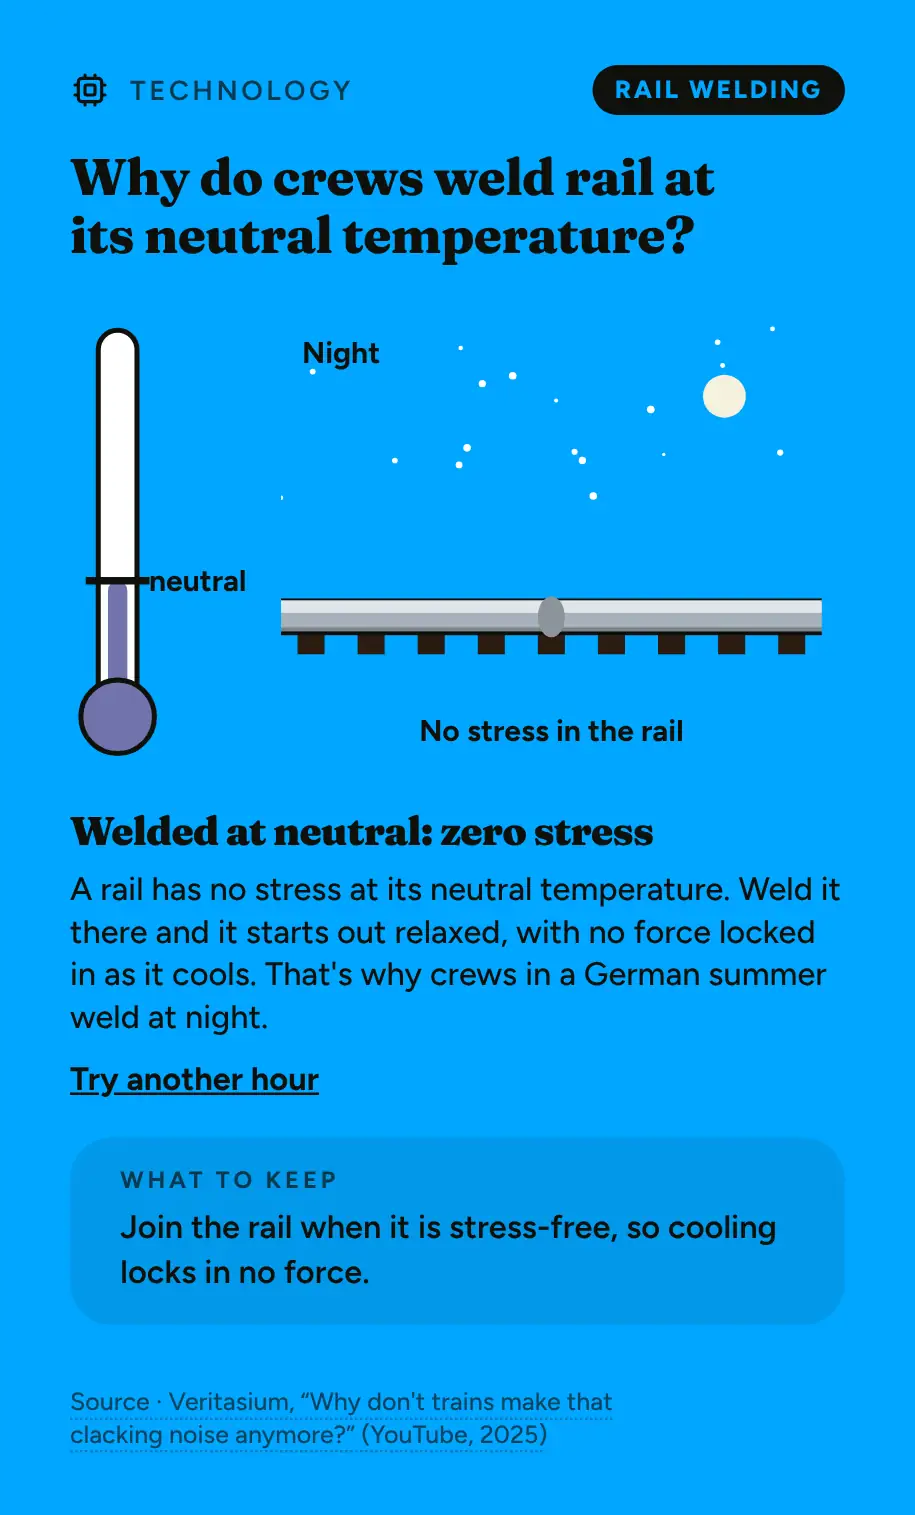 TECHNOLOGY
RAIL WELDING
Why do crews weld rail at
its neutral temperature?
Night
neutral
No stress in the rail
Welded at neutral: zero stress
A rail has no stress at its neutral temperature. Weld it
there and it starts out relaxed, with no force locked
in as it cools. That's why crews in a German summer
weld at night.
Try another hour
WHAT TO KEEP
Join the rail when it is stress-free, so cooling
locks in no force.
Source · Veritasium, “Why don't trains make that
clacking noise anymore?” (YouTube, 2025)